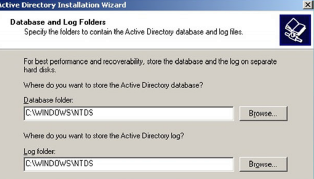 Active Directory Installation Wizard
Database and Log Folders
Specify the folders to contain the Active Directory database and log files.
For best performance and recoverability, store the database and the log on separate
hard disks.
Where do you want to store the Active Directory database?
Database folder:
C:\WINDOWS\NTDS
Browse...
Where do you want to store the Active Directory log?
Log folder:
C:\WINDOWS\NTDS
Browse...